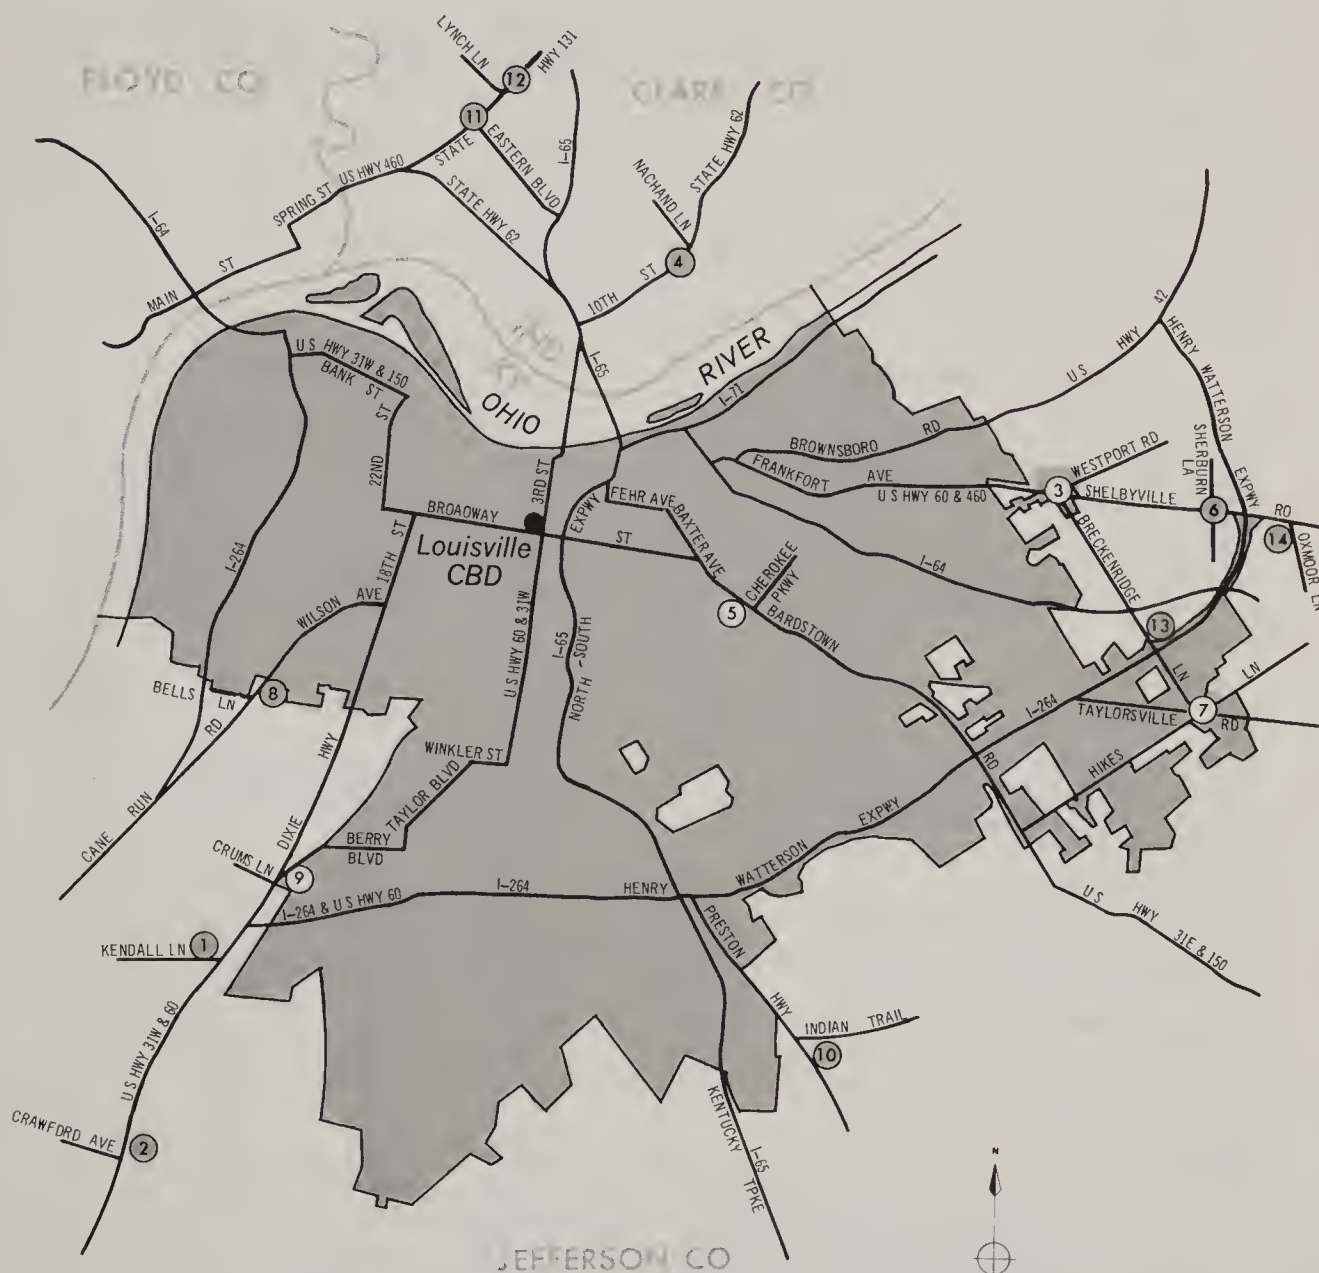 FLOYD CO
CLARK CO
LYNCH LN
12
HWY 131
11
STATE
EASTERN BLVD
I-65
STATE HWY 62
NACHAND LN
4
SPRING ST US HWY 460
STATE HWY 62
I-64
MAIN ST
10TH ST
I-65
OHIO RIVER
I-71
US HWY 31W & 150
BANK ST
22ND ST
3RD ST
EXPWY
BROADWAY
ST
FEHR AVE
BAXTER AVE
BROWNSBORO RD
FRANKFORT AVE
US HWY 60 & 460
US HWY 42
HENRY WATTERSON EXPWY
3
WESTPORT RD
SHELBYVILLE RO
SHERBURN LA
6
14
OXMOOR LN
BRECKENRIDGE LN
Louisville
CBD
18TH ST
I-264
WILSON AVE
US HWY 60 & 31W
I-65
NORTH-SOUTH
5
CHEROKEE PKWY
BARDSTOWN RD
I-64
13
I-264
TAYLORSVILLE RD
7
HIKES LN
BELLS LN
8
CANE RUN RD
DIXIE HWY
WINKLER ST
TAYLOR BLVD
BERRY BLVD
CRUMS LN
9
I-264 & US HWY 60
I-264
HENRY WATTERSON EXPWY
US HWY 31E & 150
PRESTON HWY
KENDALL LN
1
US HWY 31W & 60
INDIAN TRAIL
10
CRAWFORD AVE
2
KENTUCKY TPKE
I-65
N
JEFFERSON CO